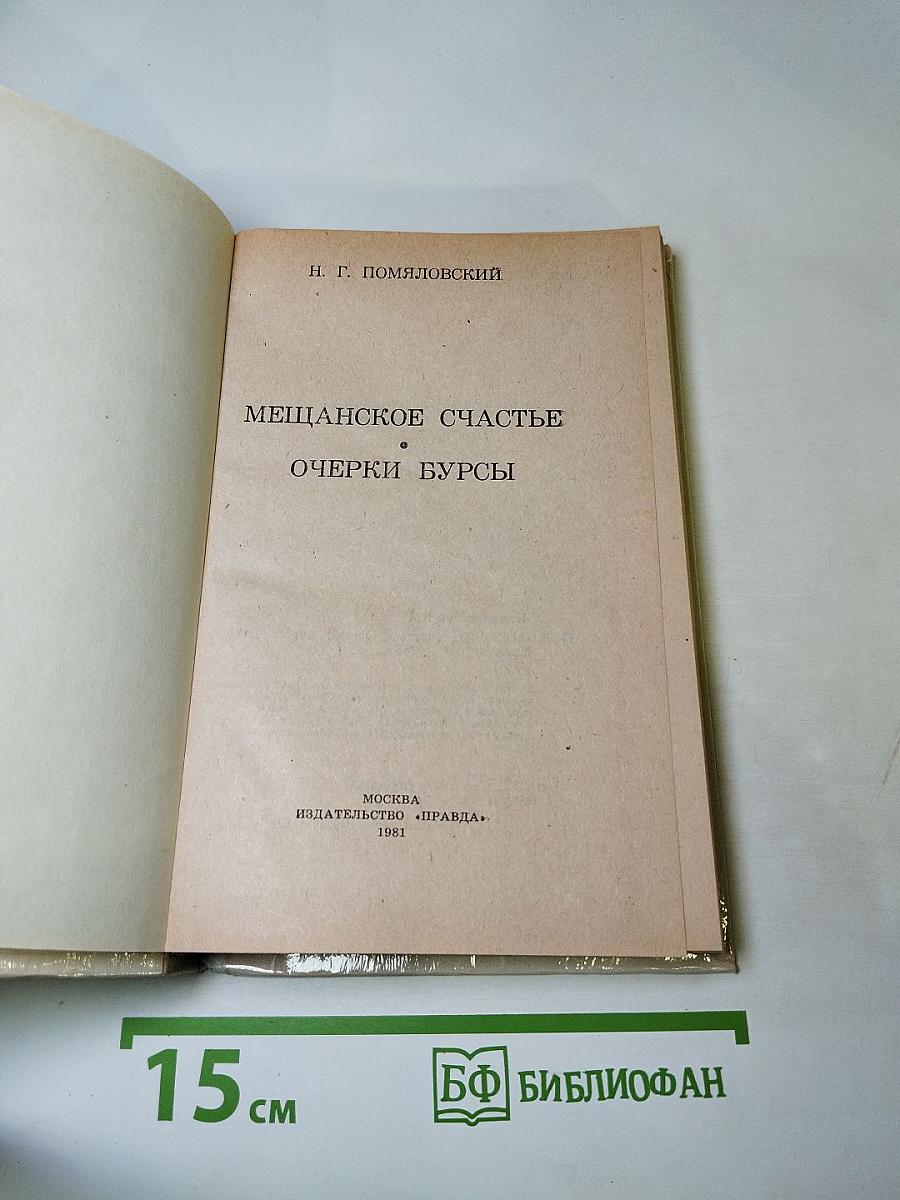 Н. Г. ПОМЯЛОВСКИЙ
МЕЩАНСКОЕ СЧАСТЬЕ
•
ОЧЕРКИ БУРСЫ
МОСКВА
ИЗДАТЕЛЬСТВО «ПРАВДА»
1981
15 см
БФ БИБЛИОФАН